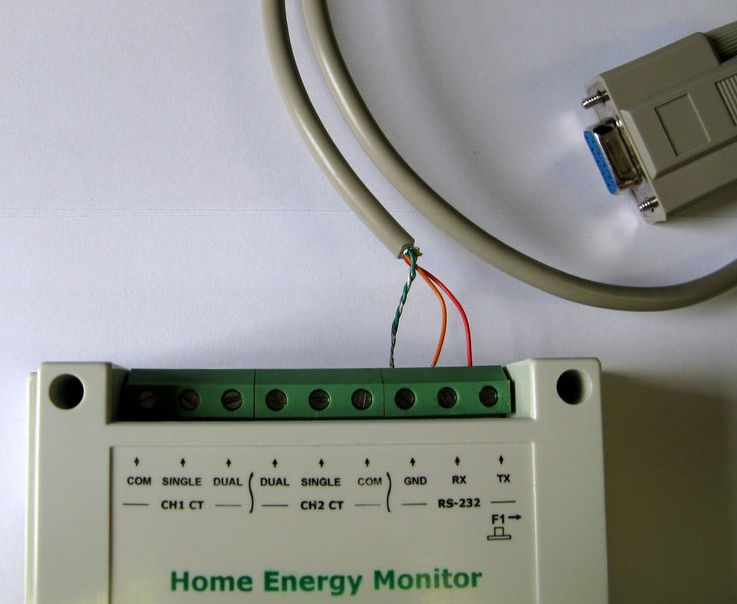 COM SINGLE DUAL DUAL SINGLE COM GND RX TX
CH1 CT CH2 CT RS-232
F1
Home Energy Monitor